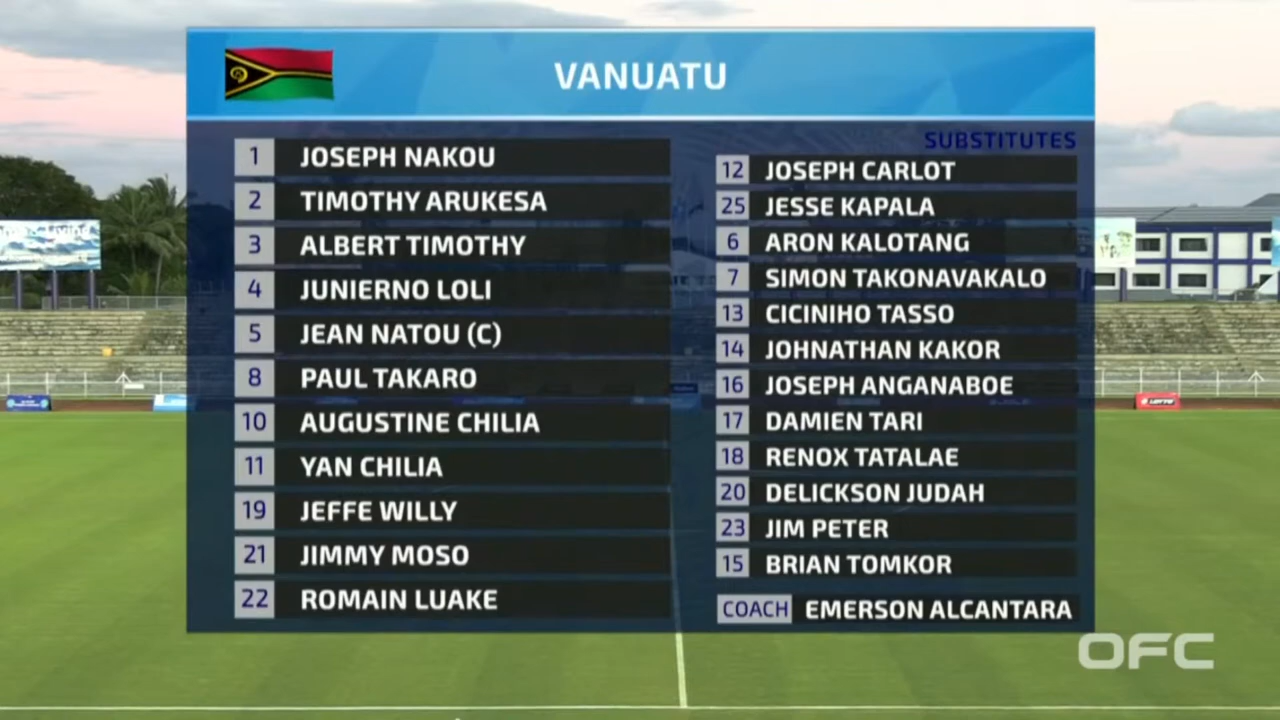 VANUATU
1 JOSEPH NAKOU
2 TIMOTHY ARUKESA
3 ALBERT TIMOTHY
4 JUNIERNO LOLI
5 JEAN NATOU (C)
8 PAUL TAKARO
10 AUGUSTINE CHILIA
11 YAN CHILIA
19 JEFFE WILLY
21 JIMMY MOSO
22 ROMAIN LUAKE
SUBSTITUTES
12 JOSEPH CARLOT
25 JESSE KAPALA
6 ARON KALOTANG
7 SIMON TAKONAVAKALO
13 CICINIHO TASSO
14 JOHNATHAN KAKOR
16 JOSEPH ANGANABOE
17 DAMIEN TARI
18 RENOX TATALAE
20 DELICKSON JUDAH
23 JIM PETER
15 BRIAN TOMKOR
COACH EMERSON ALCANTARA
OFC
LOTTO